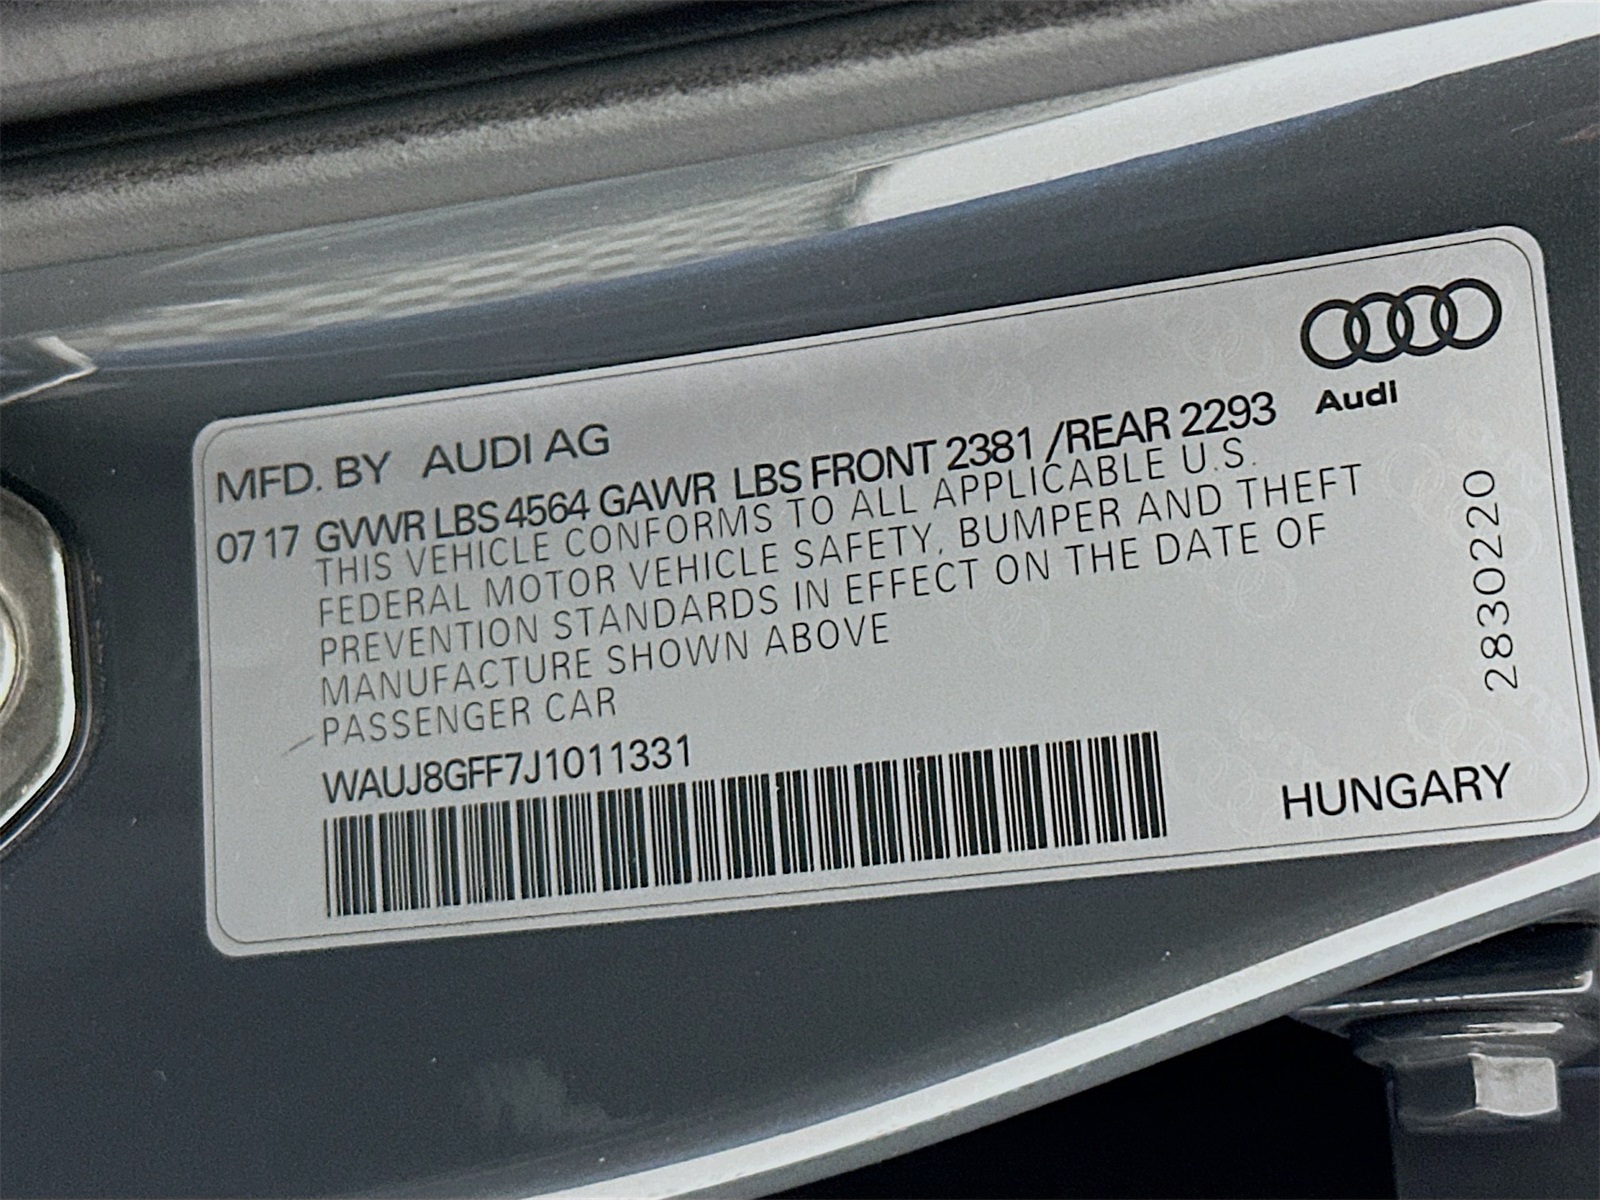 Audi
MFD. BY AUDI AG
07 17 GVWR LBS 4564 GAWR LBS FRONT 2381 /REAR 2293
THIS VEHICLE CONFORMS TO ALL APPLICABLE U.S.
FEDERAL MOTOR VEHICLE SAFETY, BUMPER AND THEFT
PREVENTION STANDARDS IN EFFECT ON THE DATE OF
MANUFACTURE SHOWN ABOVE
PASSENGER CAR
WAUJ8GFF7J1011331
HUNGARY
2830220